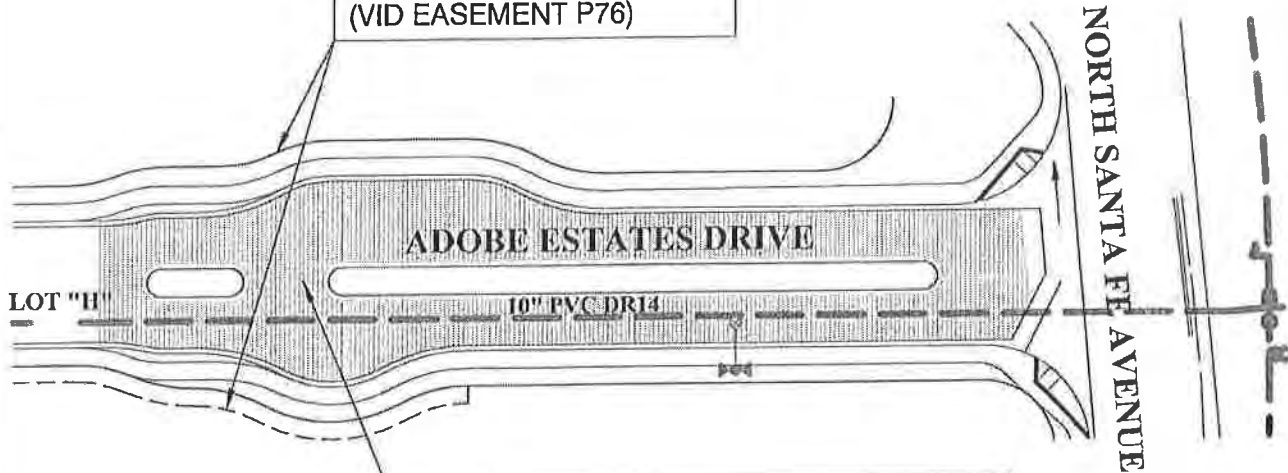 (VID EASEMENT P76)
NORTH SANTA FE AVENUE
ADOBE ESTATES DRIVE
LOT "H"
10" PVC DR14